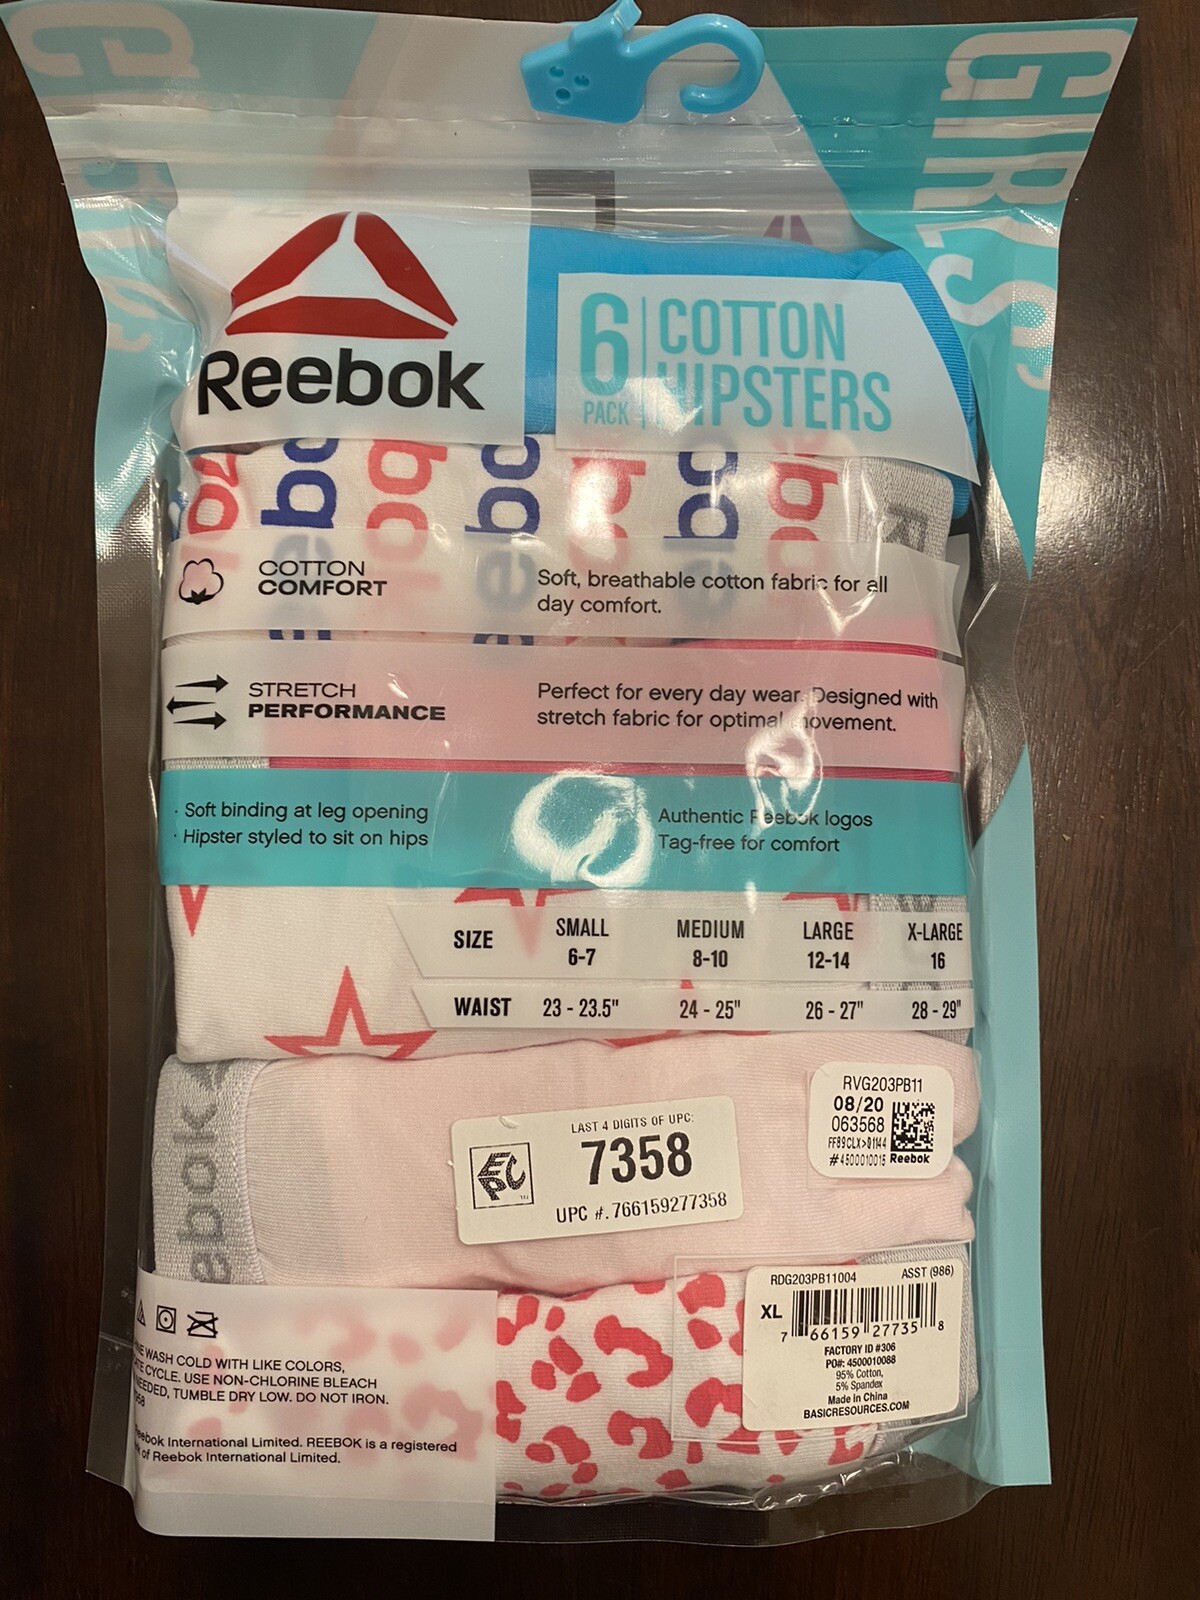 GIRLS
Reebok
6 PACK
COTTON
HIPSTERS
COTTON
COMFORT
Soft, breathable cotton fabric for all
day comfort.
STRETCH
PERFORMANCE
Perfect for every day wear. Designed with
stretch fabric for optimal movement.
· Soft binding at leg opening
· Hipster styled to sit on hips
Authentic Reebok logos
Tag-free for comfort
SIZE SMALL MEDIUM LARGE X-LARGE
6-7 8-10 12-14 16
WAIST 23 - 23.5" 24 - 25" 26 - 27" 28 - 29"
RVG203PB11
08/20
063568
FF89CLX>01144
#4500010015 Reebok
ebok
EPC
LAST 4 DIGITS OF UPC:
7358
UPC #.766159277358
RDG203PB11004 ASST (986)
XL
7 66159 27735 8
FACTORY ID #306
PO#: 4500010088
95% Cotton,
5% Spandex
Made in China
BASICRESOURCES.COM
WASH COLD WITH LIKE COLORS,
CYCLE. USE NON-CHLORINE BLEACH
NEEDED, TUMBLE DRY LOW. DO NOT IRON.
eebok International Limited. REEBOK is a registered
of Reebok International Limited.